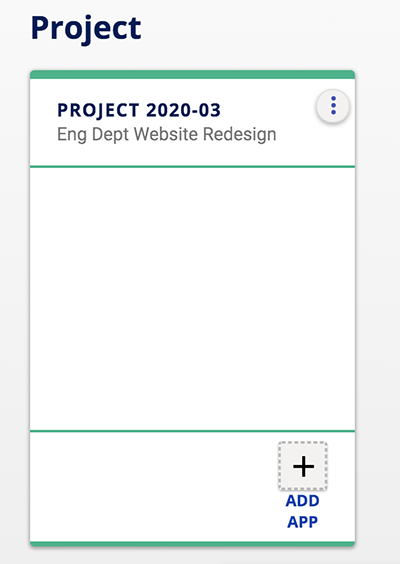 Project
PROJECT 2020-03
Eng Dept Website Redesign
ADD
APP